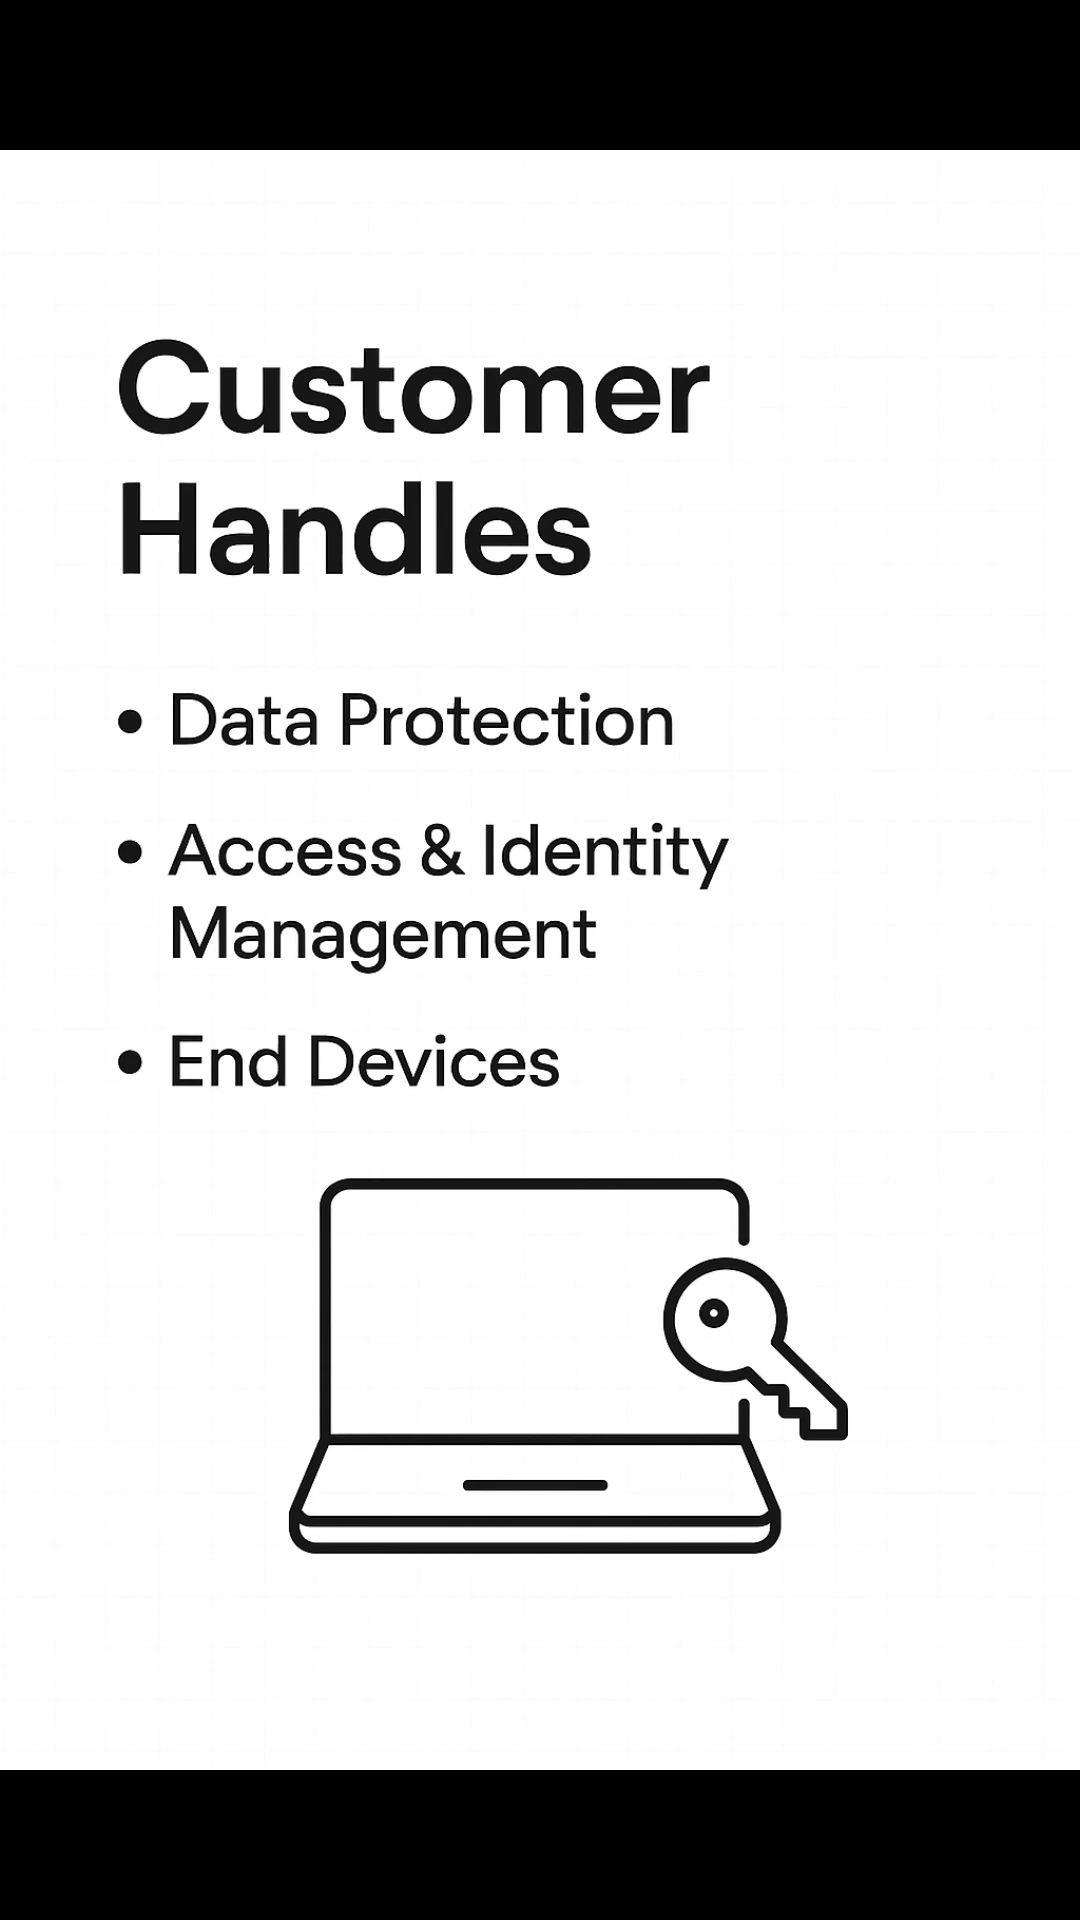 Customer
Handles
• Data Protection
• Access & Identity
Management
• End Devices